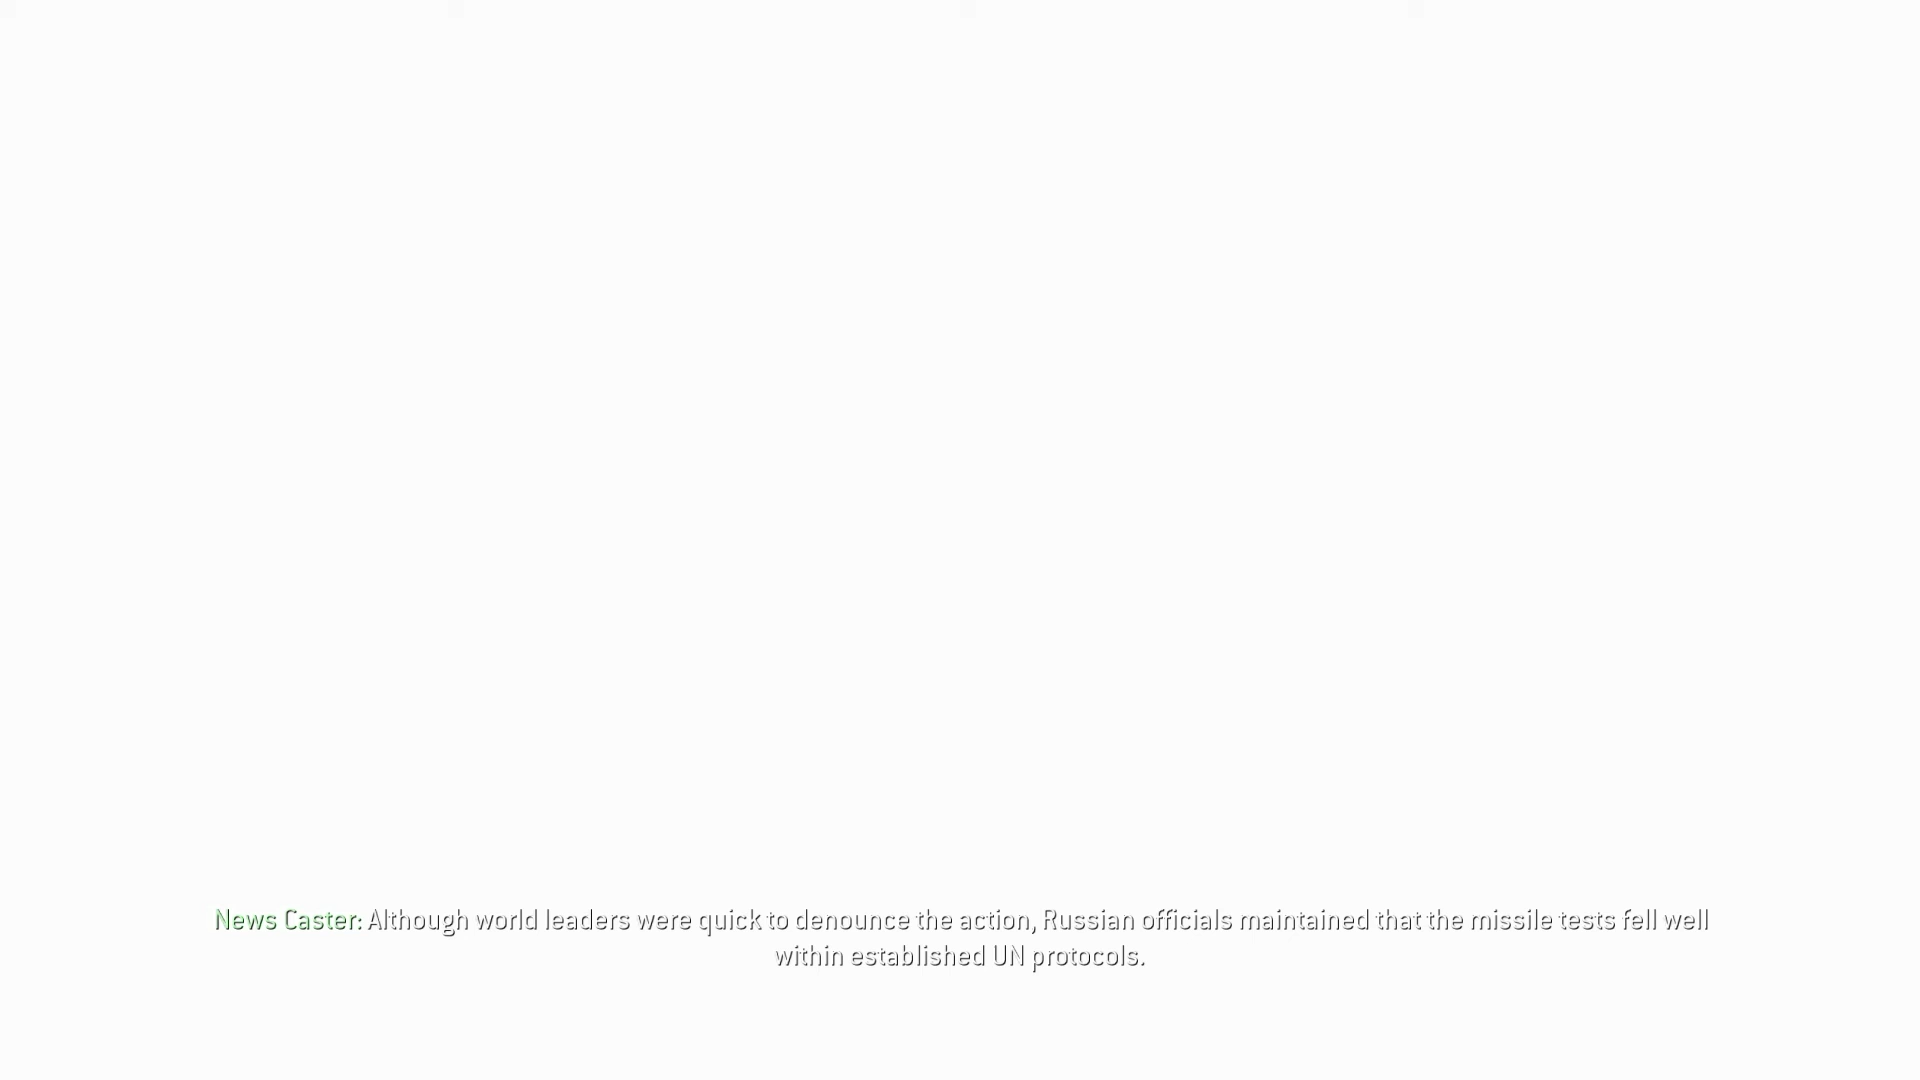 News Caster: Although world leaders were quick to denounce the action, Russian officials maintained that the missile tests fell well
within established UN protocols.